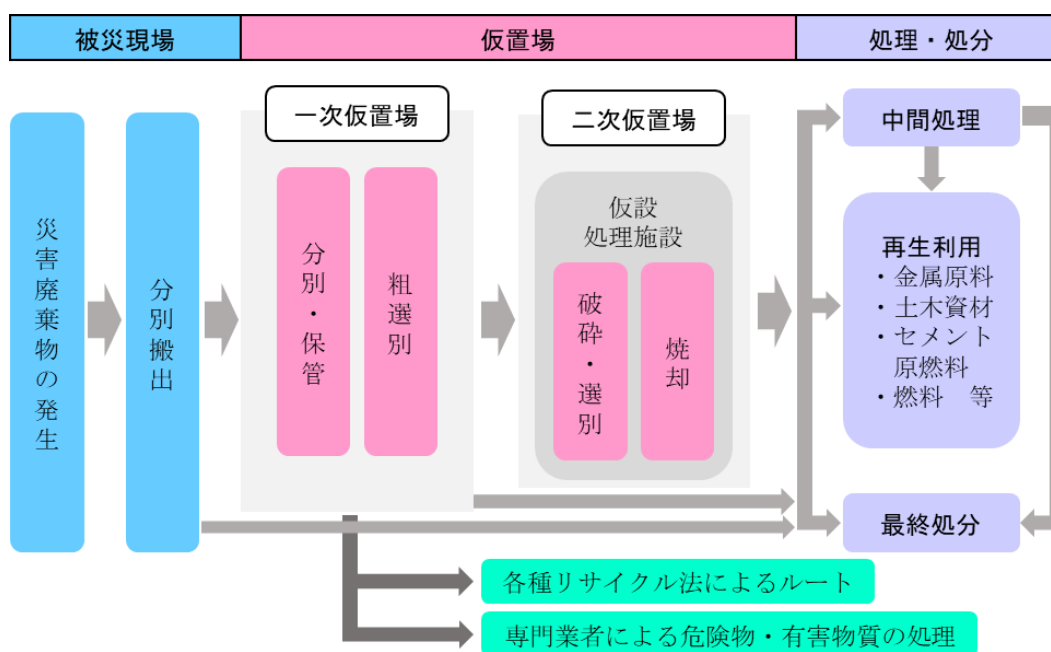 被災現場
仮置場
処理・処分
災害廃棄物の発生
分別搬出
一次仮置場
分別・保管
粗選別
二次仮置場
仮設
処理施設
破砕・選別
焼却
中間処理
再生利用
・金属原料
・土木資材
・セメント
原燃料
・燃料　等
最終処分
各種リサイクル法によるルート
専門業者による危険物・有害物質の処理